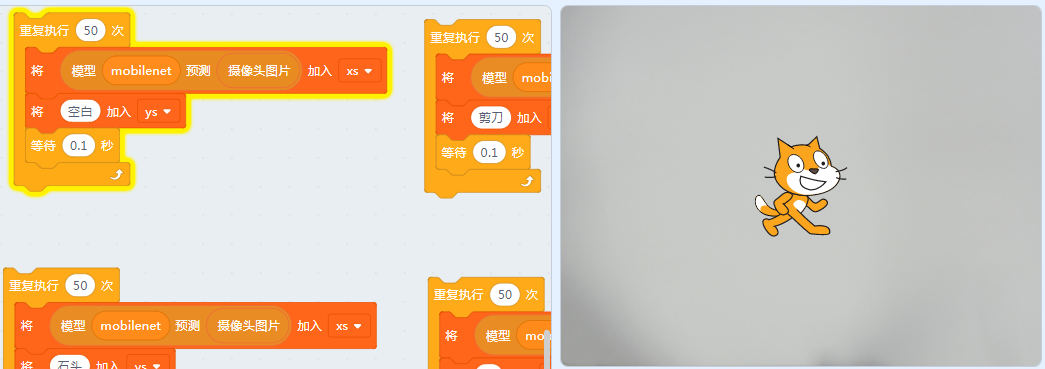 重复执行 50 次
将 模型 mobilenet 预测 摄像头图片 加入 xs
将 空白 加入 ys
等待 0.1 秒
重复执行 50 次
将 模型
将 剪刀 加入
等待 0.1 秒
重复执行 50 次
将 模型 mobilenet 预测 摄像头图片 加入 xs
将 石头 加入 ys
重复执行 50 次
将 模型